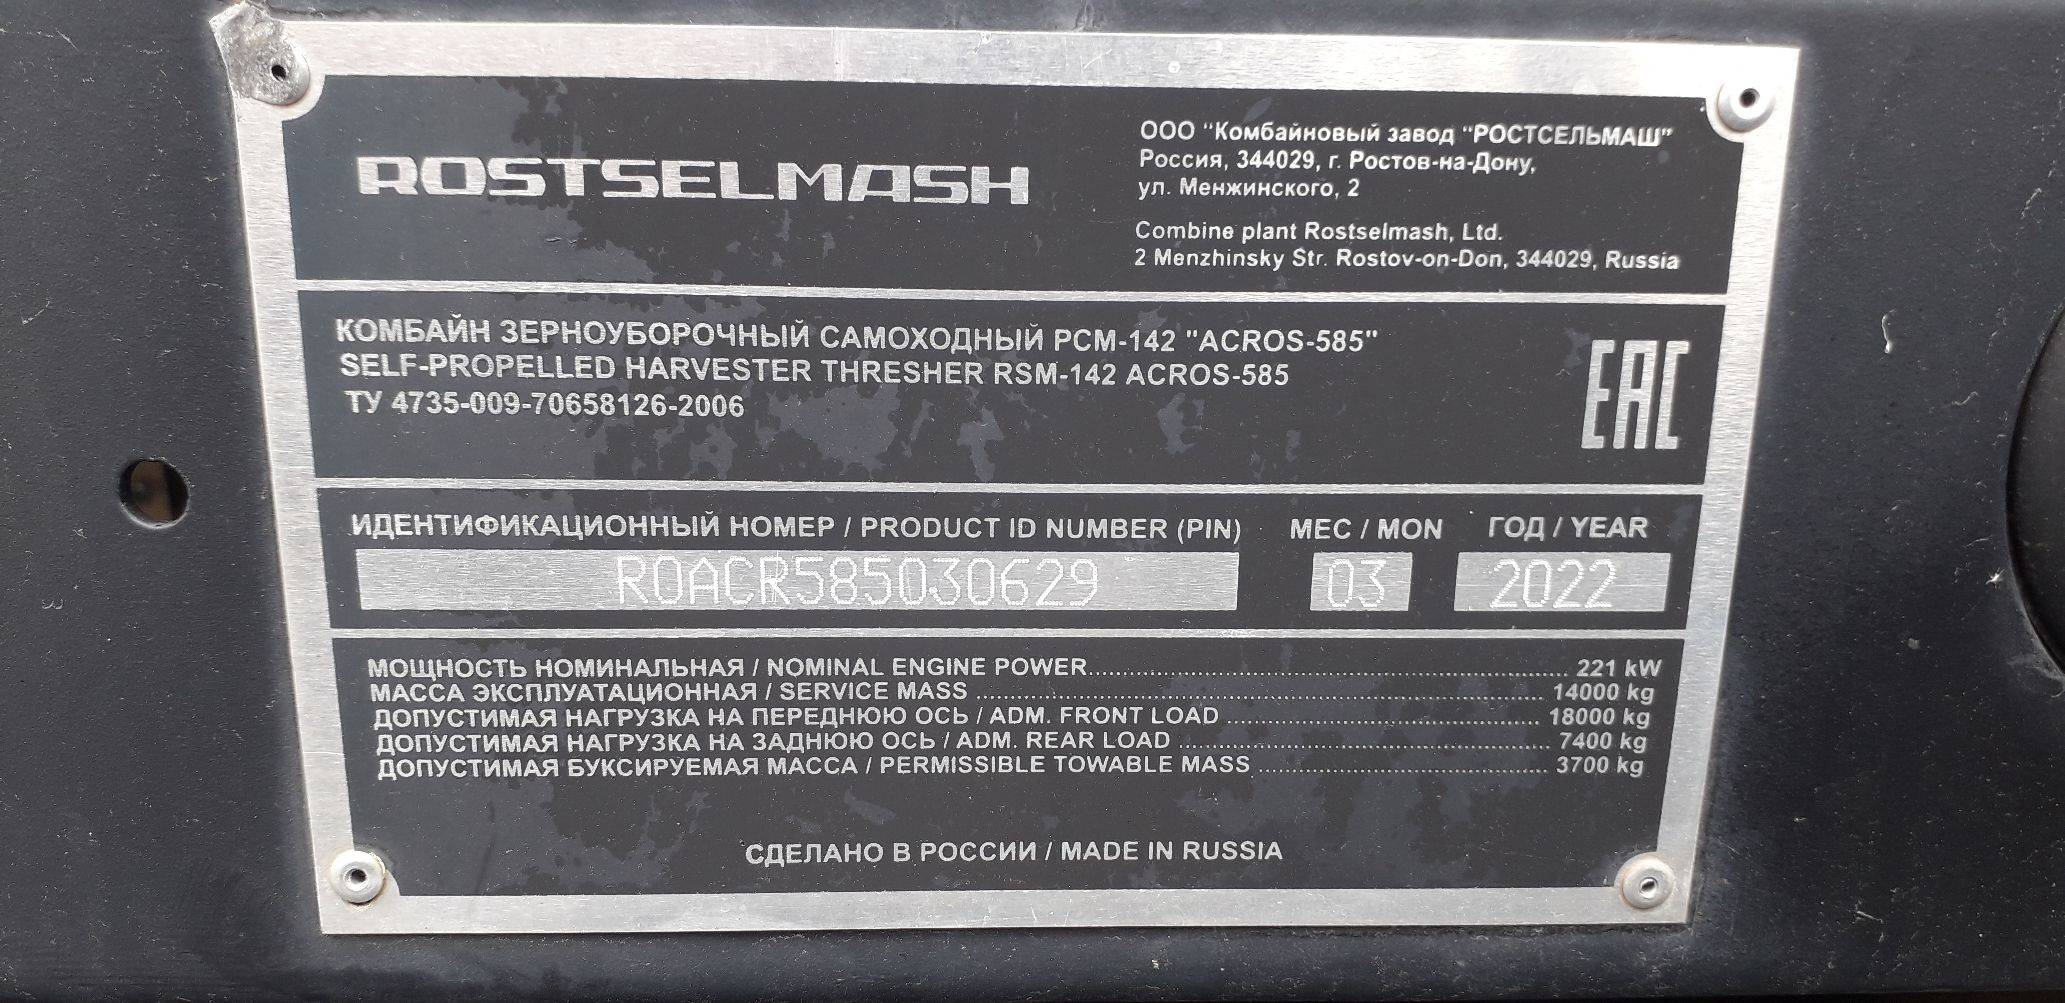 ROSTSELMASH
ООО "Комбайновый завод "РОСТСЕЛЬМАШ"
Россия, 344029, г. Ростов-на-Дону,
ул. Менжинского, 2
Combine plant Rostselmash, Ltd.
2 Menzhinsky Str. Rostov-on-Don, 344029, Russia
КОМБАЙН ЗЕРНОУБОРОЧНЫЙ САМОХОДНЫЙ РСМ-142 "ACROS-585"
SELF-PROPELLED HARVESTER THRESHER RSM-142 ACROS-585
ТУ 4735-009-70658126-2006
EAC
ИДЕНТИФИКАЦИОННЫЙ НОМЕР / PRODUCT ID NUMBER (PIN) МЕС / MON ГОД / YEAR
R0ACR585030629 03 2022
МОЩНОСТЬ НОМИНАЛЬНАЯ / NOMINAL ENGINE POWER 221 kW
МАССА ЭКСПЛУАТАЦИОННАЯ / SERVICE MASS 14000 kg
ДОПУСТИМАЯ НАГРУЗКА НА ПЕРЕДНЮЮ ОСЬ / ADM. FRONT LOAD 18000 kg
ДОПУСТИМАЯ НАГРУЗКА НА ЗАДНЮЮ ОСЬ / ADM. REAR LOAD 7400 kg
ДОПУСТИМАЯ БУКСИРУЕМАЯ МАССА / PERMISSIBLE TOWABLE MASS 3700 kg
СДЕЛАНО В РОССИИ / MADE IN RUSSIA